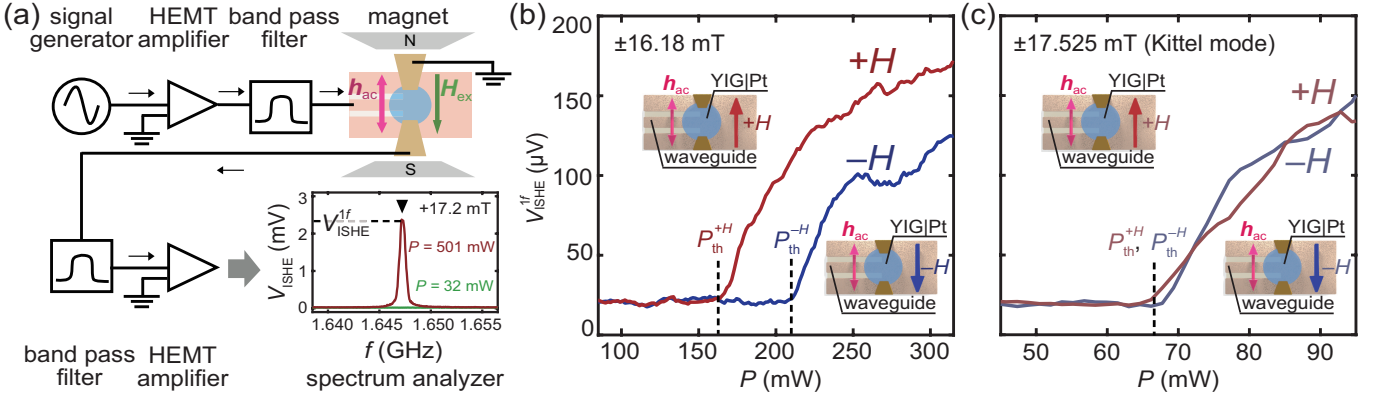 (a)
signal
generator
HEMT
amplifier
band pass
filter
magnet
N
h_ac
H_ex
S
V_ISHE (mV)
3
2
1
0
V^1f_ISHE
+17.2 mT
P = 501 mW
P = 32 mW
1.640
1.645
1.650
1.655
f (GHz)
spectrum analyzer
band pass
filter
HEMT
amplifier
(b)
V^1f_ISHE (μV)
200
150
100
50
0
±16.18 mT
+H
YIG|Pt
h_ac
+H
waveguide
–H
P^+H_th
P^–H_th
YIG|Pt
h_ac
–H
waveguide
100
150
200
250
300
P (mW)
(c)
±17.525 mT (Kittel mode)
YIG|Pt
h_ac
+H
waveguide
+H
–H
P^+H_th, P^–H_th
YIG|Pt
h_ac
–H
waveguide
50
60
70
80
90
P (mW)